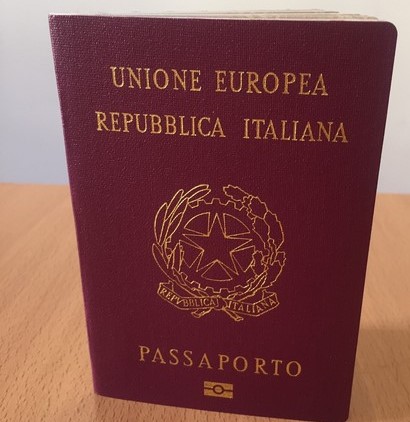 UNIONE EUROPEA
REPUBBLICA ITALIANA
REPVBBLICA ITALIANA
PASSAPORTO